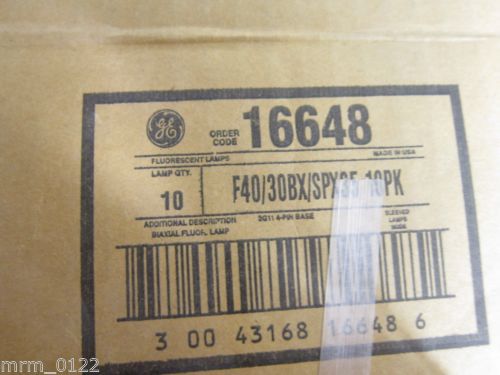 GE
ORDER CODE 16648
FLUORESCENT LAMPS MADE IN USA
LAMP QTY.
10 F40/30BX/SPX35 10PK
ADDITIONAL DESCRIPTION 2G11 4-PIN BASE SLEEVED
BIAXIAL FLUOR. LAMP LAMPS
3 00 43168 16648 6
mrm_0122